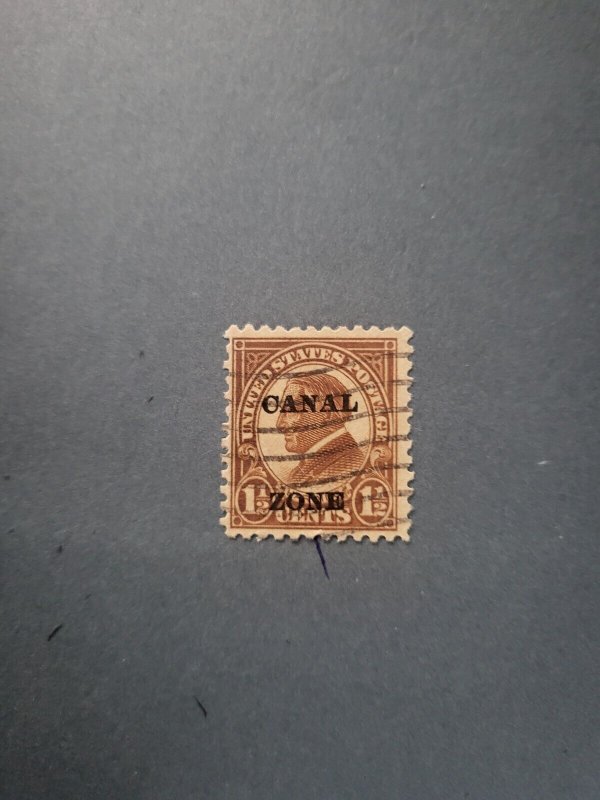 UNITED STATES POSTAGE
CANAL
ZONE
1½ CENTS 1½